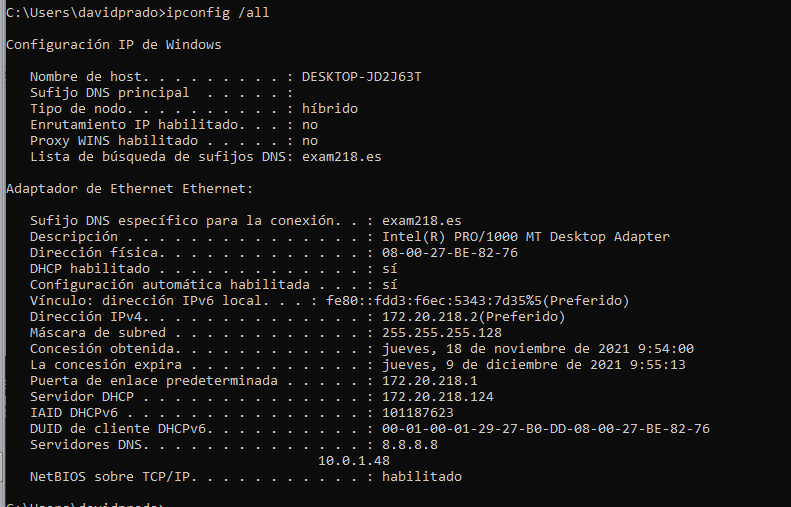 C:\Users\davidprado>ipconfig /all
Configuración IP de Windows
Nombre de host. . . . . . . . . : DESKTOP-JD2J63T
Sufijo DNS principal  . . . . . :
Tipo de nodo. . . . . . . . . . : híbrido
Enrutamiento IP habilitado. . . : no
Proxy WINS habilitado . . . . . : no
Lista de búsqueda de sufijos DNS: exam218.es
Adaptador de Ethernet Ethernet:
Sufijo DNS específico para la conexión. . : exam218.es
Descripción . . . . . . . . . . . . . . . : Intel(R) PRO/1000 MT Desktop Adapter
Dirección física. . . . . . . . . . . . . : 08-00-27-BE-82-76
DHCP habilitado . . . . . . . . . . . . . : sí
Configuración automática habilitada . . . : sí
Vínculo: dirección IPv6 local. . . : fe80::fdd3:f6ec:5343:7d35%5(Preferido)
Dirección IPv4. . . . . . . . . . . . . . : 172.20.218.2(Preferido)
Máscara de subred . . . . . . . . . . . . : 255.255.255.128
Concesión obtenida. . . . . . . . . . . . : jueves, 18 de noviembre de 2021 9:54:00
La concesión expira . . . . . . . . . . . : jueves, 9 de diciembre de 2021 9:55:13
Puerta de enlace predeterminada . . . . . : 172.20.218.1
Servidor DHCP . . . . . . . . . . . . . . : 172.20.218.124
IAID DHCPv6 . . . . . . . . . . . . . . . : 101187623
DUID de cliente DHCPv6. . . . . . . . . . : 00-01-00-01-29-27-B0-DD-08-00-27-BE-82-76
Servidores DNS. . . . . . . . . . . . . . : 8.8.8.8
10.0.1.48
NetBIOS sobre TCP/IP. . . . . . . . . . . : habilitado